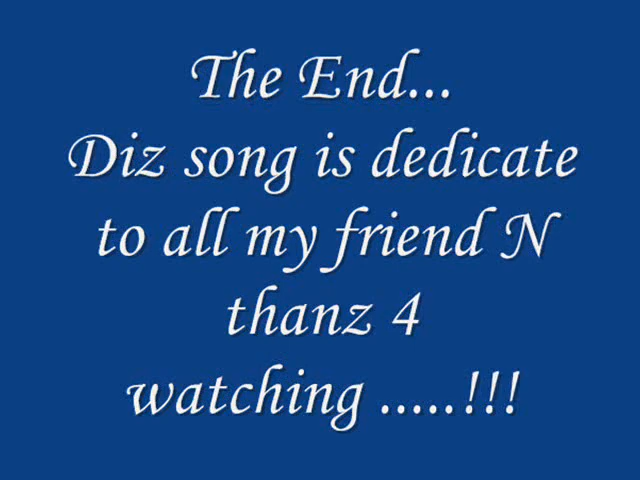 The End...
Diz song is dedicate
to all my friend N
thanz 4
watching .....!!!